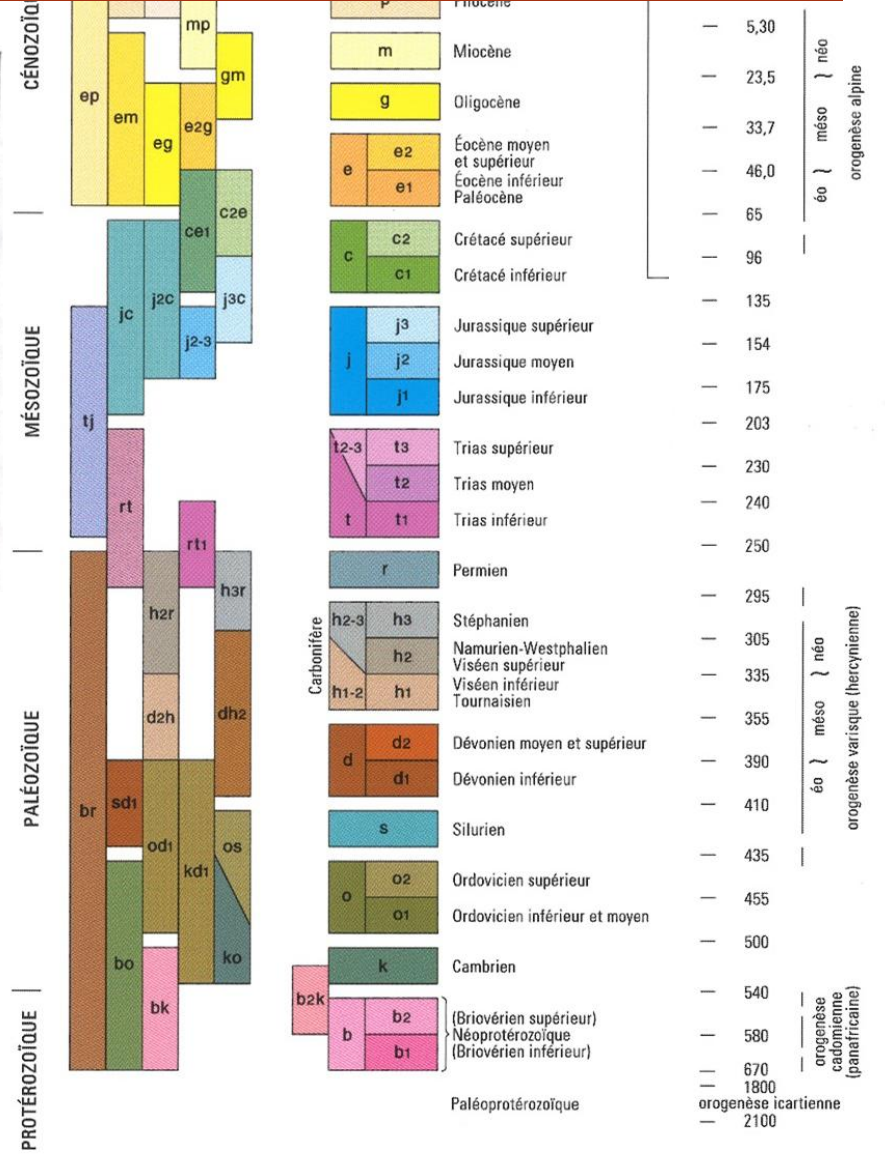 CÉNOZOÏQUE
MÉSOZOÏQUE
PALÉOZOÏQUE
PROTÉROZOÏQUE
mp
gm
ep
em
eg
e2g
c2e
ce1
jc
j2c
j3c
j2-3
tj
rt
rt1
h2r
h3r
d2h
dh2
br
sd1
od1
kd1
os
bo
ko
bk
p Pliocène
5,30
m Miocène
23,5
g Oligocène
33,7
e
e2 Éocène moyen
et supérieur
46,0
e1 Éocène inférieur
Paléocène
65
c
c2 Crétacé supérieur
96
c1 Crétacé inférieur
135
j
j3 Jurassique supérieur
154
j2 Jurassique moyen
175
j1 Jurassique inférieur
203
t2-3
t3 Trias supérieur
230
t2 Trias moyen
240
t
t1 Trias inférieur
250
r Permien
295
Carbonifère
h2-3
h3 Stéphanien
305
h2 Namurien-Westphalien
Viséen supérieur
335
h1-2
h1 Viséen inférieur
Tournaisien
355
d
d2 Dévonien moyen et supérieur
390
d1 Dévonien inférieur
410
s Silurien
435
o
o2 Ordovicien supérieur
455
o1 Ordovicien inférieur et moyen
500
k Cambrien
540
b2k
b
b2 (Briovérien supérieur)
Néoprotérozoïque
580
b1 (Briovérien inférieur)
670
1800
Paléoprotérozoïque orogenèse icartienne
2100
éo ~ méso ~ néo
orogenèse alpine
éo ~ méso ~ néo
orogenèse varisque (hercynienne)
orogenèse
cadomienne
(panafricaine)